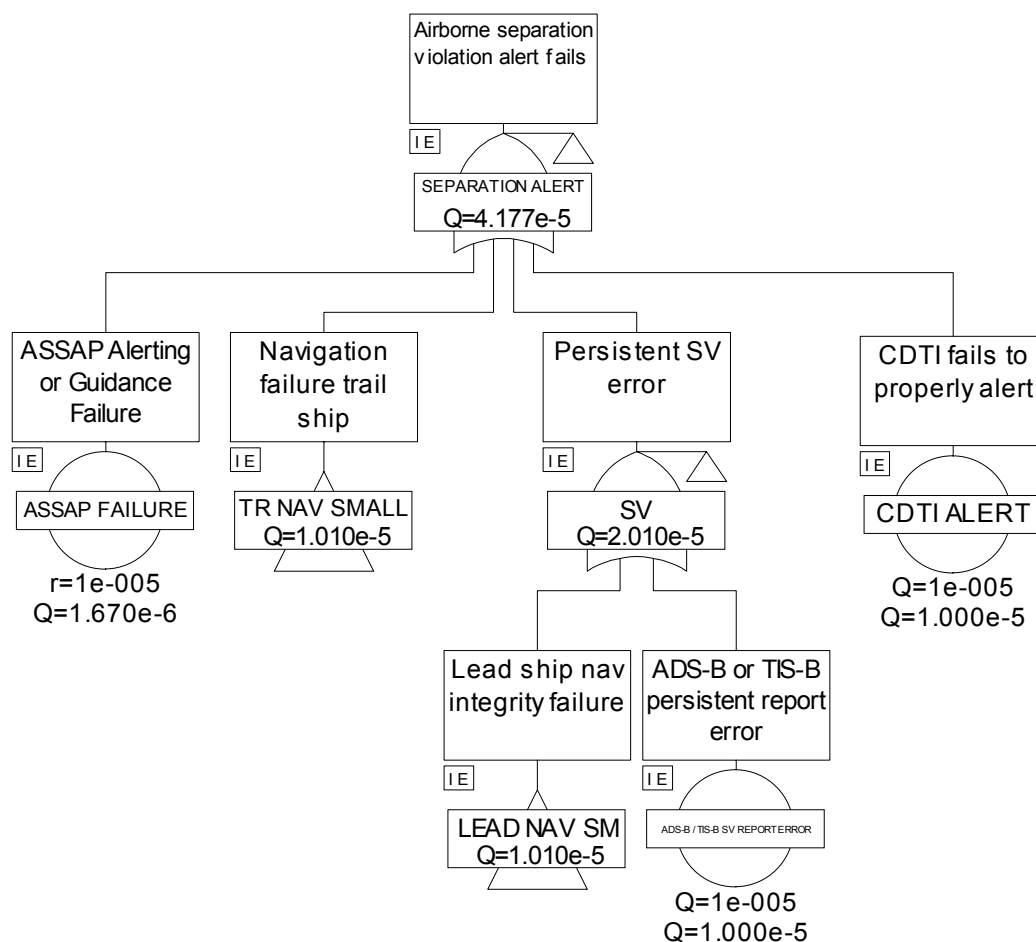 Airborne separation
violation alert fails
IE
SEPARATION ALERT
Q=4.177e-5
ASSAP Alerting
or Guidance
Failure
IE
ASSAP FAILURE
r=1e-005
Q=1.670e-6
Navigation
failure trail
ship
IE
TR NAV SMALL
Q=1.010e-5
Persistent SV
error
IE
SV
Q=2.010e-5
CDTI fails to
properly alert
IE
CDTI ALERT
Q=1e-005
Q=1.000e-5
Lead ship nav
integrity failure
IE
LEAD NAV SM
Q=1.010e-5
ADS-B or TIS-B
persistent report
error
IE
ADS-B / TIS-B SV REPORT ERROR
Q=1e-005
Q=1.000e-5